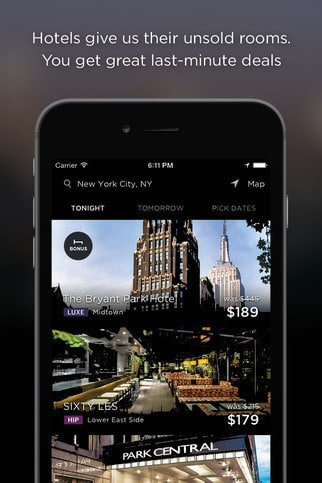 Hotels give us their unsold rooms.
You get great last-minute deals
Carrier 6:11 PM
New York City, NY Map
TONIGHT TOMORROW PICK DATES
BONUS
The Bryant Park Hotel was $445
LUXE Midtown $189
SIXTY LES was $215
HIP Lower East Side $179
PARK CENTRAL